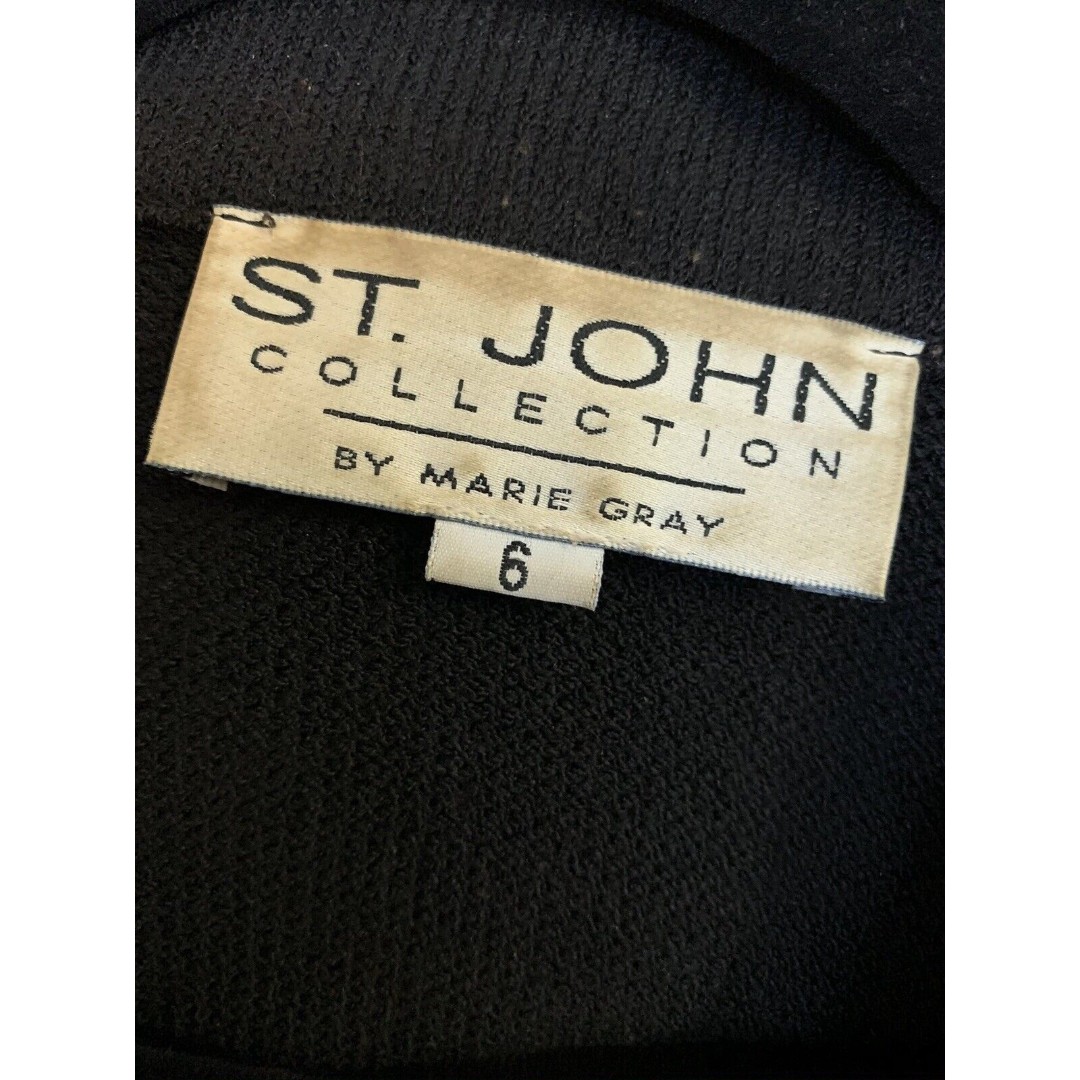 ST. JOHN
COLLECTION
BY MARIE GRAY
6